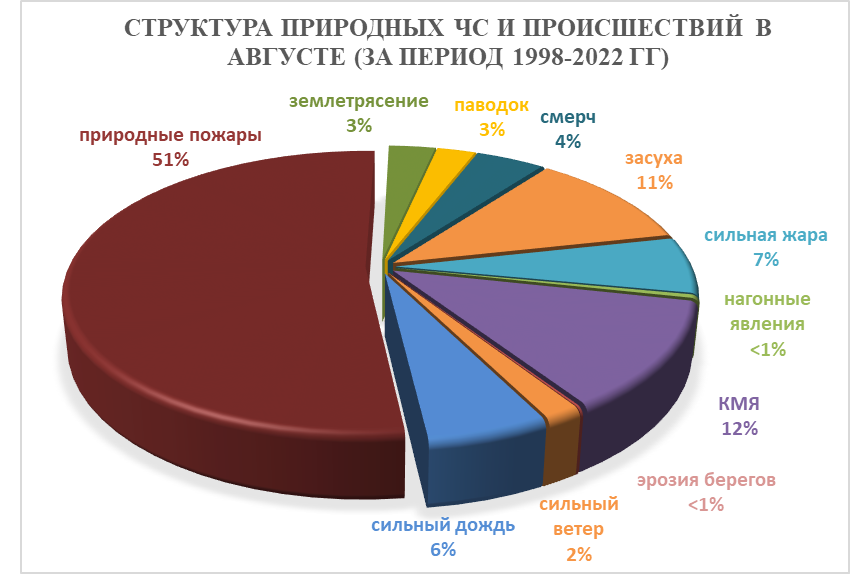 СТРУКТУРА ПРИРОДНЫХ ЧС И ПРОИСШЕСТВИЙ В
АВГУСТЕ (ЗА ПЕРИОД 1998-2022 ГГ)
природные пожары
51%
землетрясение
3%
паводок
3%
смерч
4%
засуха
11%
сильная жара
7%
нагонные
явления
<1%
КМЯ
12%
эрозия берегов
<1%
сильный
ветер
2%
сильный дождь
6%